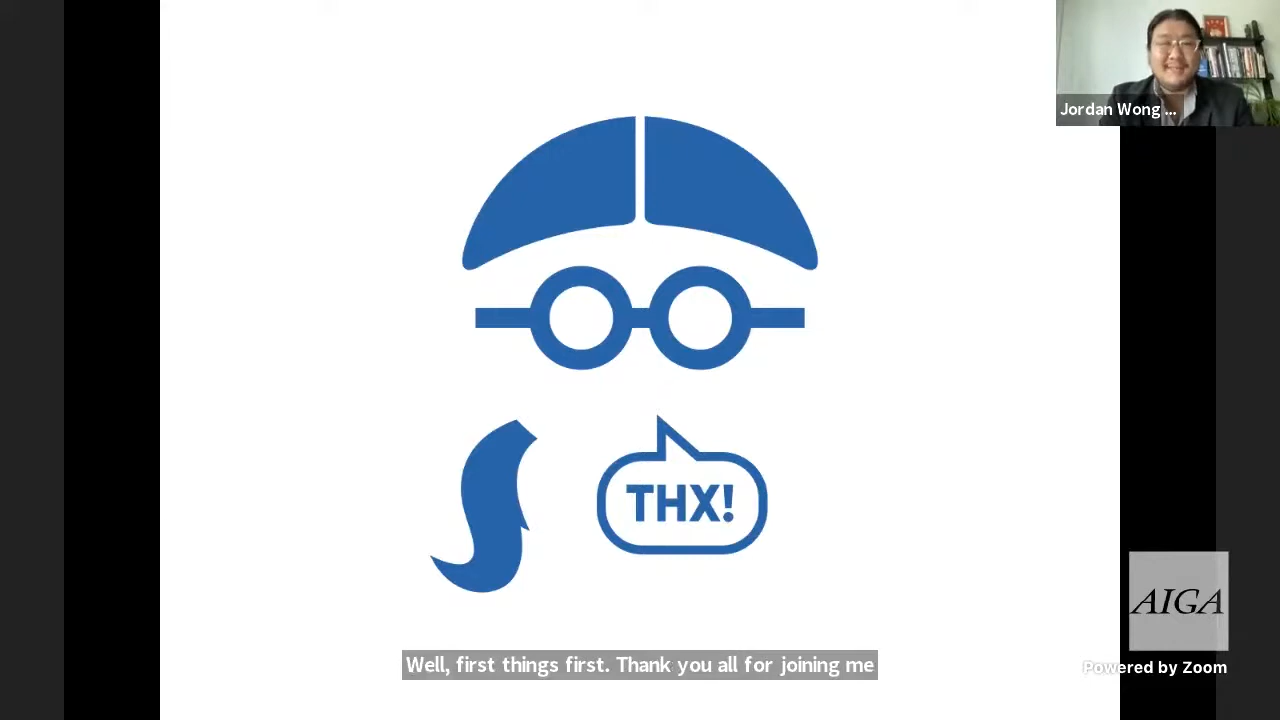 Jordan Wong ...
THX!
AIGA
Well, first things first. Thank you all for joining me
Powered by Zoom